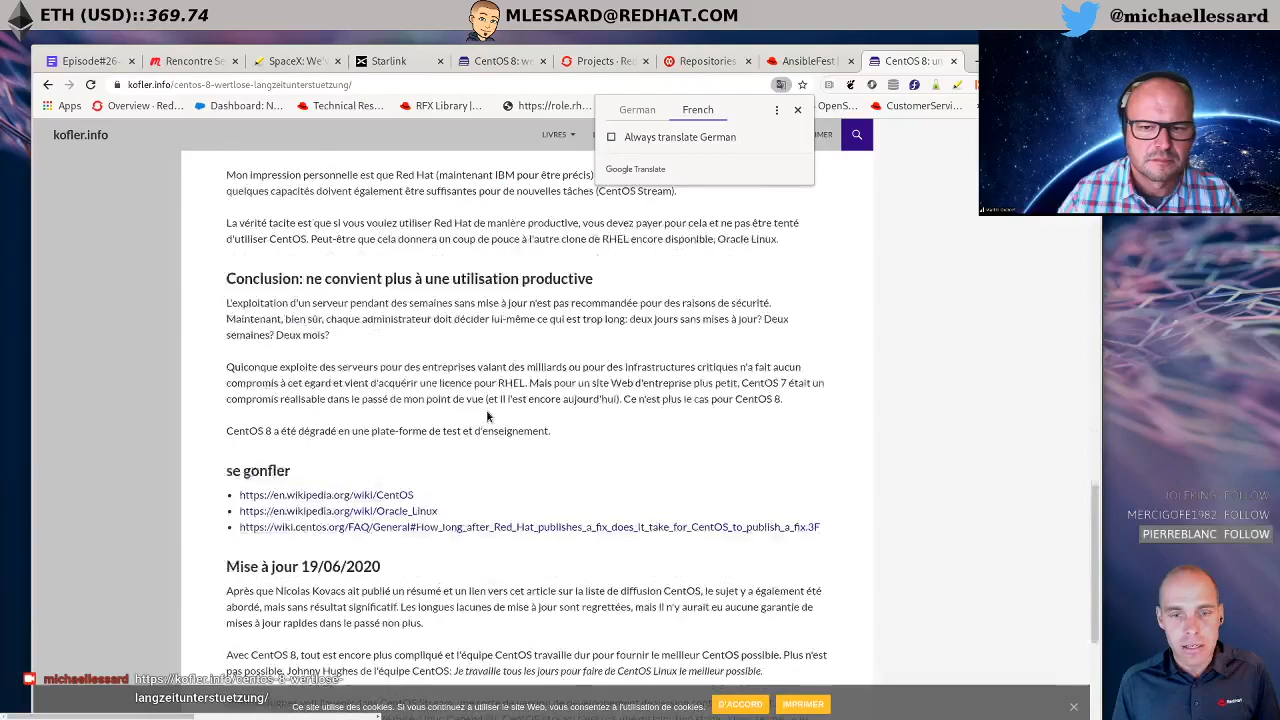 ETH (USD)::369.74
MLESSARD@REDHAT.COM
@michaellessard
Episode#26-
Rencontre Se
SpaceX: We'v
Starlink
CentOS 8: we
Projects - Red
Repositories
AnsibleFest |
CentOS 8: un
kofler.info/centos-8-wertlose-langzeitunterstuetzung/
Apps
Overview · Red
Dashboard: N
Technical Res
RFX Library |
https://role.rh
CustomerServi
German
French
Always translate German
Google Translate
kofler.info
LIVRES
Mon impression personnelle est que Red Hat (maintenant IBM pour être précis)
quelques capacités doivent également être suffisantes pour de nouvelles tâches (CentOS Stream).
La vérité tacite est que si vous vouliez utiliser Red Hat de manière productive, vous devez payer pour cela et ne pas être tenté
d'utiliser CentOS. Peut-être que cela donnera un coup de pouce à l'autre clone de RHEL encore disponible, Oracle Linux.
Conclusion: ne convient plus à une utilisation productive
L'exploitation d'un serveur pendant des semaines sans mise à jour n'est pas recommandée pour des raisons de sécurité.
Maintenant, bien sûr, chaque administrateur doit décider lui-même ce qui est trop long: deux jours sans mises à jour? Deux
semaines? Deux mois?
Quiconque exploite des serveurs pour des entreprises valant des milliards ou pour des infrastructures critiques n'a fait aucun
compromis à cet égard et vient d'acquérir une licence pour RHEL. Mais pour un site Web d'entreprise plus petit, CentOS 7 était un
compromis réalisable dans le passé de mon point de vue (et il l'est encore aujourd'hui). Ce n'est plus le cas pour CentOS 8.
CentOS 8 a été dégradé en une plate-forme de test et d'enseignement.
se gonfler
https://en.wikipedia.org/wiki/CentOS
https://en.wikipedia.org/wiki/Oracle_Linux
https://wiki.centos.org/FAQ/General#How_long_after_Red_Hat_publishes_a_fix_does_it_take_for_CentOS_to_publish_a_fix.3F
Mise à jour 19/06/2020
Après que Nicolas Kovacs ait publié un résumé et un lien vers cet article sur la liste de diffusion CentOS, le sujet y a également été
abordé, mais sans résultat significatif. Les longues lacunes de mise à jour sont regrettées, mais il n'y aurait eu aucune garantie de
mises à jour rapides dans le passé non plus.
Avec CentOS 8, tout est encore plus compliqué et l'équipe CentOS travaille dur pour fournir le meilleur CentOS possible. Plus n'est
pas possible. Johnny Hughes de l'équipe CentOS: Je travaille tous les jours pour faire de CentOS Linux le meilleur possible.
michaellessard https://kofler.info/centos-8-wertlose-
langzeitunterstuetzung/
Ce site utilise des cookies. Si vous continuez à utiliser le site Web, vous consentez à l'utilisation de cookies.
D'ACCORD
IMPRIMER
JOLEKING FOLLOW
MERCIGOFE1982 FOLLOW
PIERREBLANC FOLLOW
Red Hat